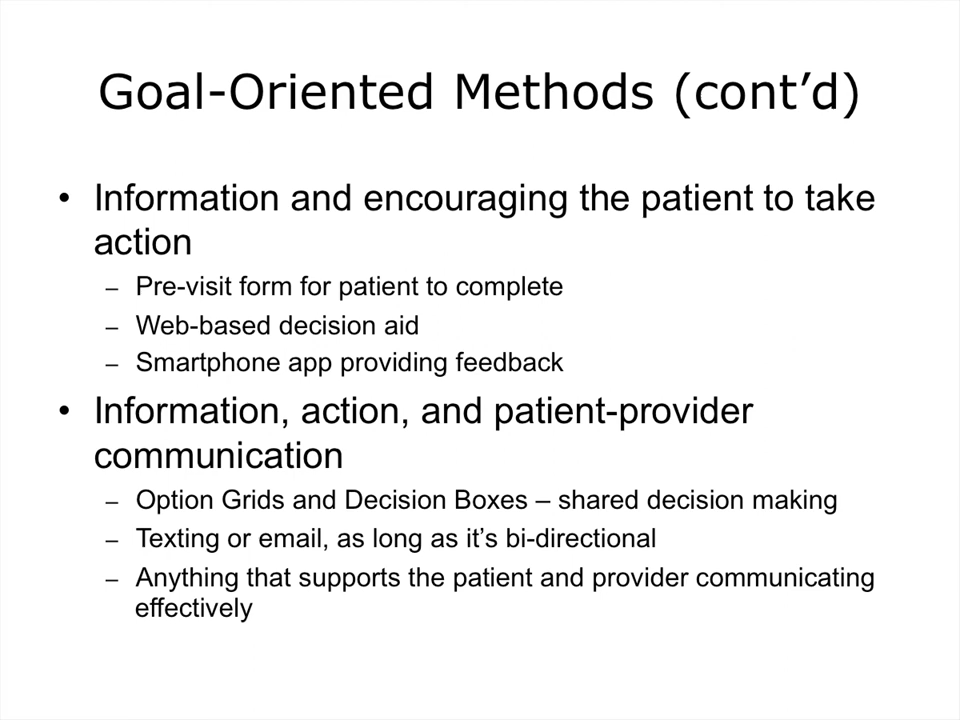 Goal-Oriented Methods (cont’d)
• Information and encouraging the patient to take
action
– Pre-visit form for patient to complete
– Web-based decision aid
– Smartphone app providing feedback
• Information, action, and patient-provider
communication
– Option Grids and Decision Boxes – shared decision making
– Texting or email, as long as it’s bi-directional
– Anything that supports the patient and provider communicating
effectively